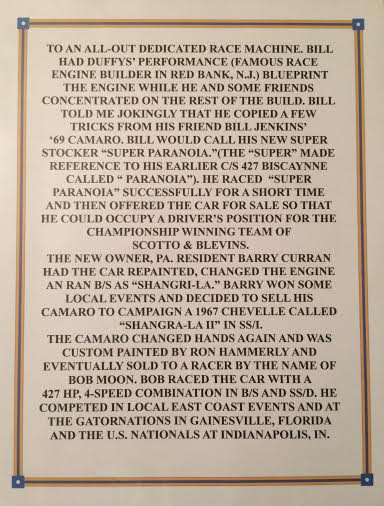 TO AN ALL-OUT DEDICATED RACE MACHINE. BILL
HAD DUFFYS' PERFORMANCE (FAMOUS RACE
ENGINE BUILDER IN RED BANK, N.J.) BLUEPRINT
THE ENGINE WHILE HE AND SOME FRIENDS
CONCENTRATED ON THE REST OF THE BUILD. BILL
TOLD ME JOKINGLY THAT HE COPIED A FEW
TRICKS FROM HIS FRIEND BILL JENKINS'
'69 CAMARO. BILL WOULD CALL HIS NEW SUPER
STOCKER "SUPER PARANOIA."(THE "SUPER" MADE
REFERENCE TO HIS EARLIER C/S 427 BISCAYNNE
CALLED " PARANOIA"). HE RACED "SUPER
PARANOIA" SUCCESSFULLY FOR A SHORT TIME
AND THEN OFFERED THE CAR FOR SALE SO THAT
HE COULD OCCUPY A DRIVER'S POSITION FOR THE
CHAMPIONSHIP WINNING TEAM OF
SCOTTO & BLEVINS.
THE NEW OWNER, PA. RESIDENT BARRY CURRAN
HAD THE CAR REPAINTED, CHANGED THE ENGINE
AN RAN B/S AS "SHANGRI-LA." BARRY WON SOME
LOCAL EVENTS AND DECIDED TO SELL HIS
CAMARO TO CAMPAIGN A 1967 CHEVELLE CALLED
"SHANGRA-LA II" IN SS/I.
THE CAMARO CHANGED HANDS AGAIN AND WAS
CUSTOM PAINTED BY RON HAMMERLY AND
EVENTUALLY SOLD TO A RACER BY THE NAME OF
BOB MOON. BOB RACED THE CAR WITH A
427 HP, 4-SPEED COMBINATION IN B/S AND SS/D. HE
COMPETED IN LOCAL EAST COAST EVENTS AND AT
THE GATORNATIONS IN GAINESVILLE, FLORIDA
AND THE U.S. NATIONALS AT INDIANAPOLIS, IN.